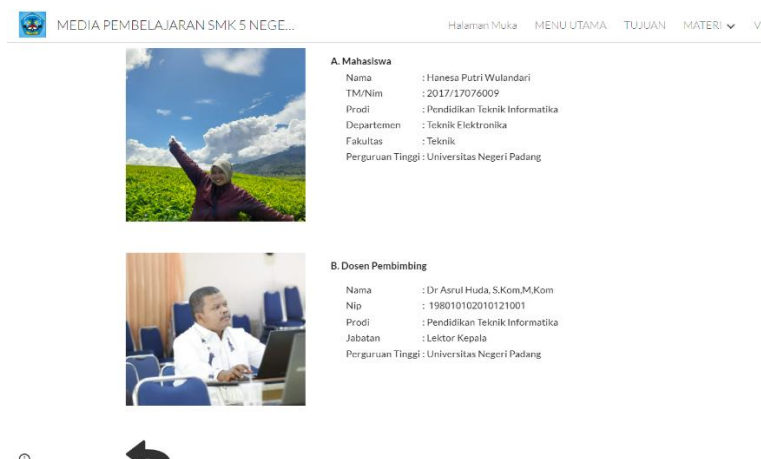 MEDIA PEMBELAJARAN SMK 5 NEGE...
Halaman Muka MENU UTAMA TUJUAN MATERI V
A. Mahasiswa
Nama : Hanesa Putri Wulandari
TM/Nim : 2017/17076009
Prodi : Pendidikan Teknik Informatika
Departemen : Teknik Elektronika
Fakultas : Teknik
Perguruan Tinggi : Universitas Negeri Padang
B. Dosen Pembimbing
Nama : Dr Asrul Huda, S.Kom,M,Kom
Nip : 198010102010121001
Prodi : Pendidikan Teknik Informatika
Jabatan : Lektor Kepala
Perguruan Tinggi : Universitas Negeri Padang